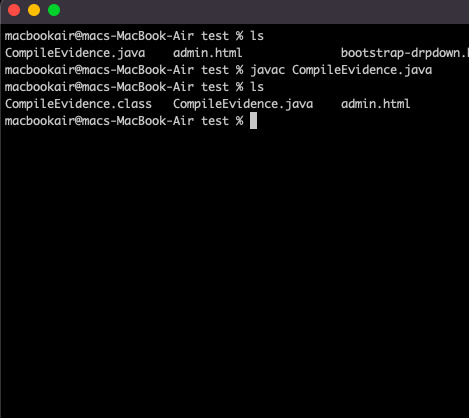 macbookair@macs-MacBook-Air test % ls
CompileEvidence.java admin.html bootstrap-drpdown.h
macbookair@macs-MacBook-Air test % javac CompileEvidence.java
macbookair@macs-MacBook-Air test % ls
CompileEvidence.class CompileEvidence.java admin.html
macbookair@macs-MacBook-Air test %